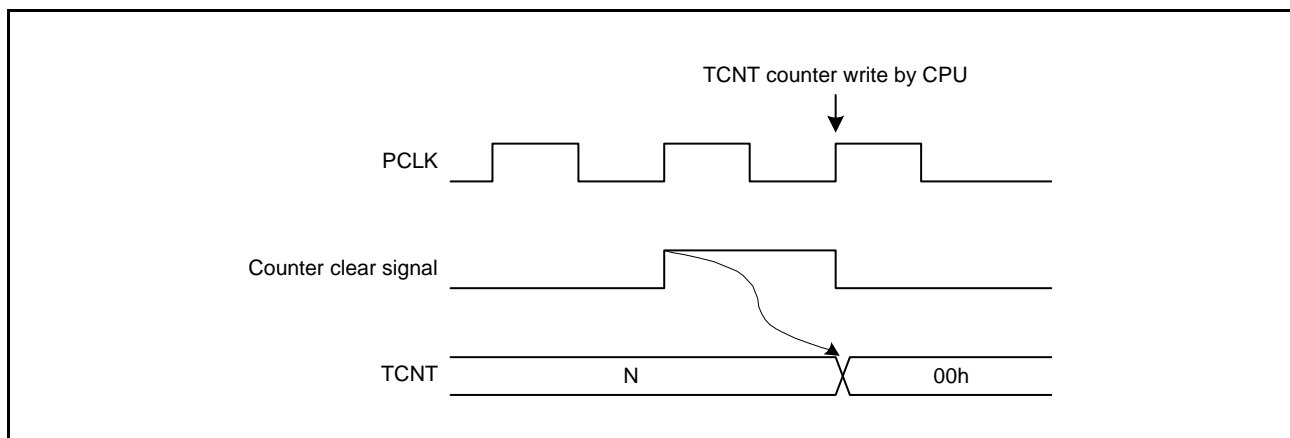 TCNT counter write by CPU
PCLK
Counter clear signal
TCNT
N
00h